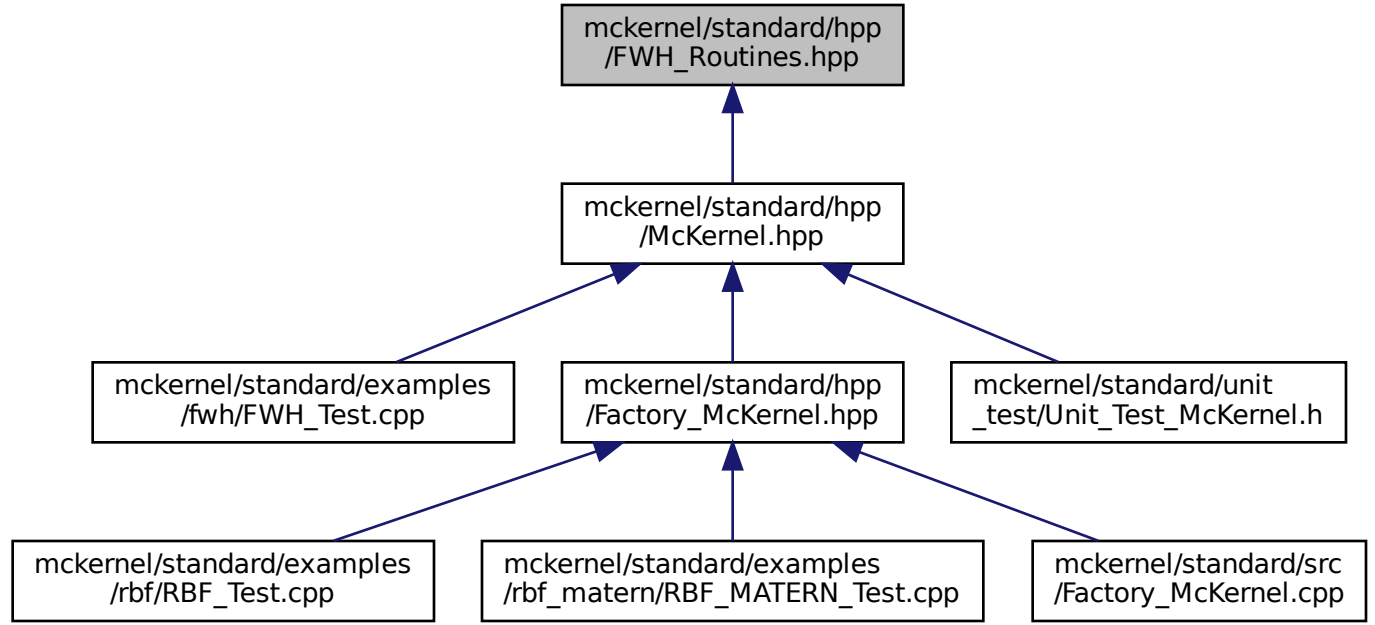 mckernel/standard/hpp
/FWH_Routines.hpp
mckernel/standard/hpp
/McKernel.hpp
mckernel/standard/examples
/fwh/FWH_Test.cpp
mckernel/standard/hpp
/Factory_McKernel.hpp
mckernel/standard/unit
_test/Unit_Test_McKernel.h
mckernel/standard/examples
/rbf/RBF_Test.cpp
mckernel/standard/examples
/rbf_matern/RBF_MATERN_Test.cpp
mckernel/standard/src
/Factory_McKernel.cpp